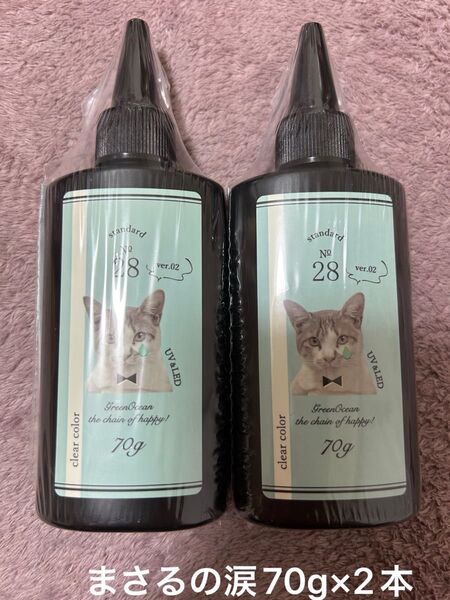 standard
№
28
ver.02
UV&LED
GreenOcean
the chain of happy!
70g
clear color
standard
№
28
ver.02
UV&LED
GreenOcean
the chain of happy!
70g
clear color
まさるの涙70g×2本